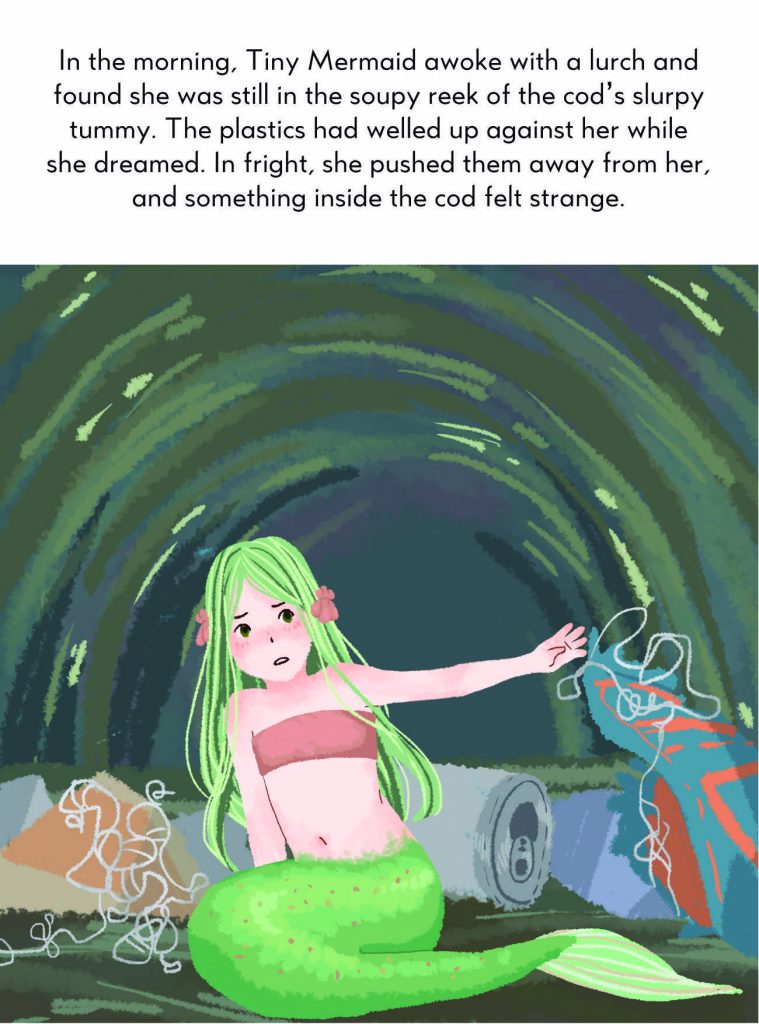 In the morning, Tiny Mermaid awoke with a lurch and
found she was still in the soupy reek of the cod's slurpy
tummy. The plastics had welled up against her while
she dreamed. In fright, she pushed them away from her,
and something inside the cod felt strange.